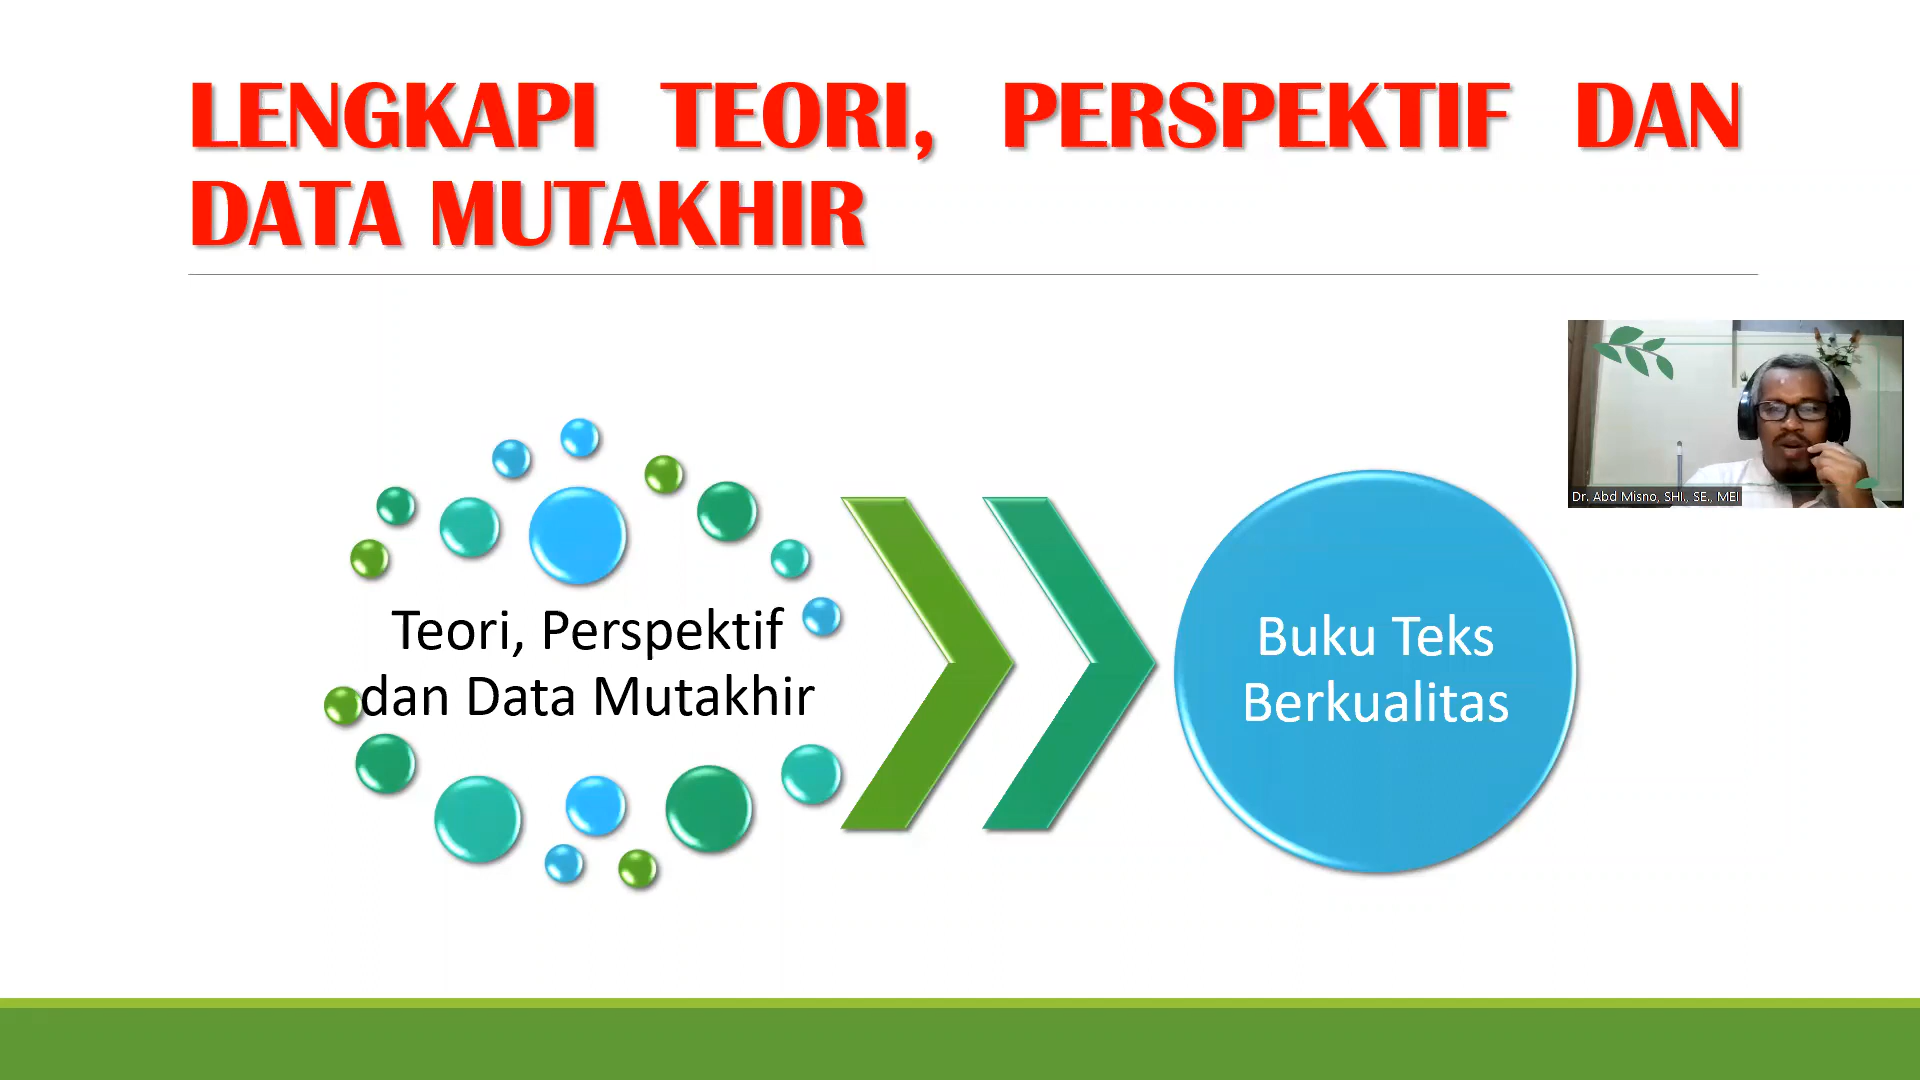 LENGKAPI TEORI, PERSPEKTIF DAN
DATA MUTAKHIR
Teori, Perspektif
dan Data Mutakhir
Buku Teks
Berkualitas
Dr. Abd Misno, SHI., SE., MEI